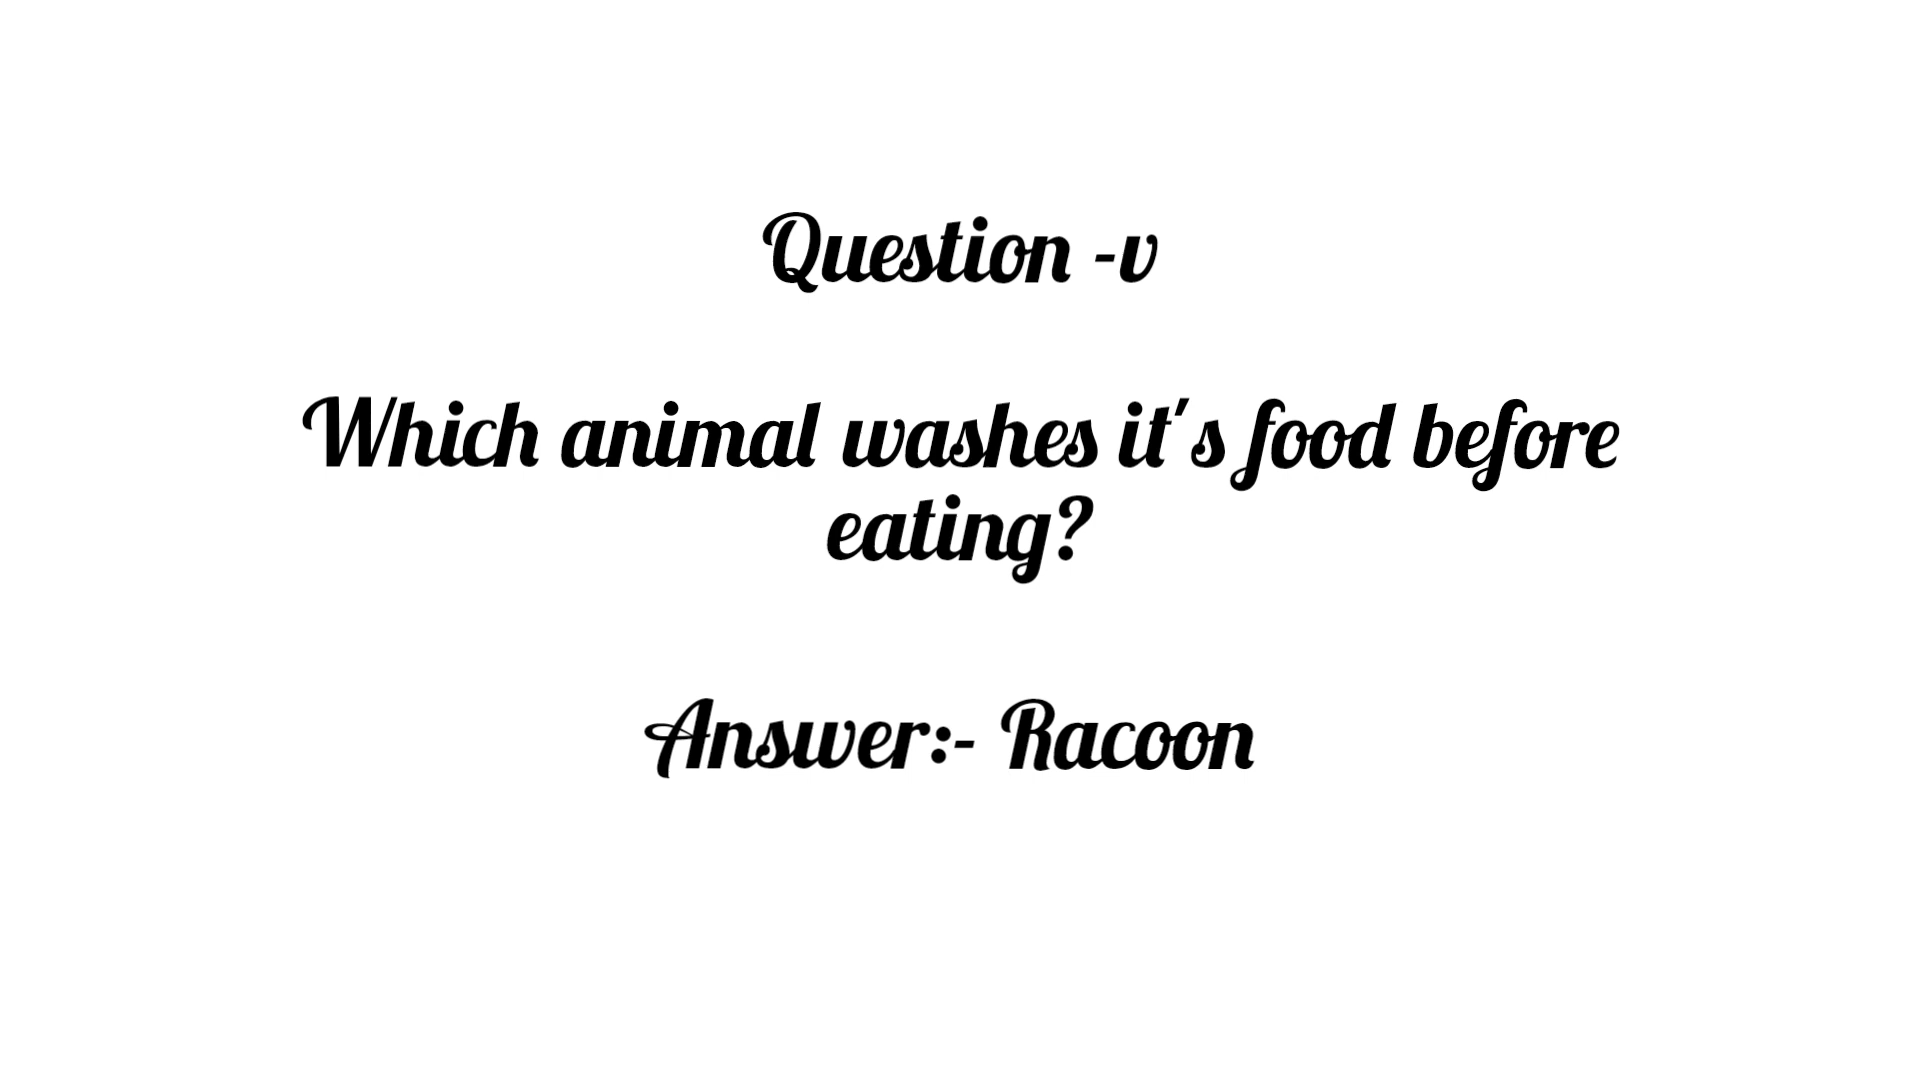 Question -v
Which animal washes it's food before
eating?
Answer:- Racoon